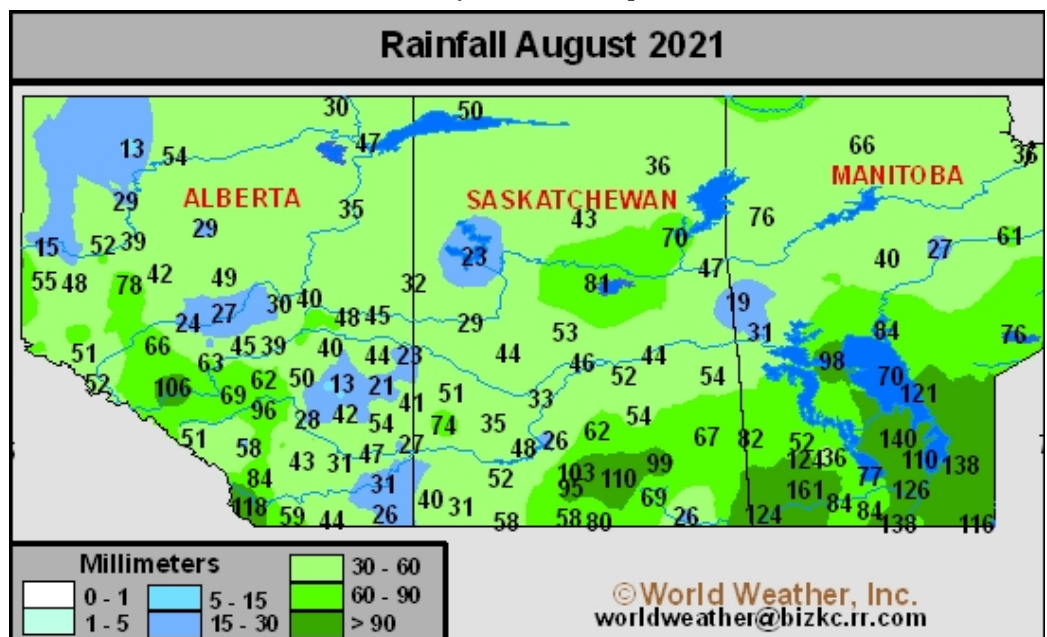 Rainfall August 2021
30 50
47
13 54 66 36
36
ALBERTA SASKATCHEWAN MANITOBA
29 35 43 76
29
15 52 39 23 70 40 27 61
47
55 48 78 42 49 32 81
27 30 40 19
24 48 45 29 53 31 84 76
51 66 63 45 39 40 44 23 44 46 44 98
52 106 69 62 50 13 21 51 33 52 54 70 121
96 28 42 54 41 74 35 54
51 58 43 31 47 27 48 26 62 67 82 52 140
84 31 52 103 110 99 124 36 77 110 138
118 59 44 26 40 31 95 69 161 84 84 126
58 58 80 26 124 138 116
Millimeters
0 - 1 5 - 15 30 - 60
1 - 5 15 - 30 60 - 90
> 90
©World Weather, Inc.
worldweather@bizkc.rr.com